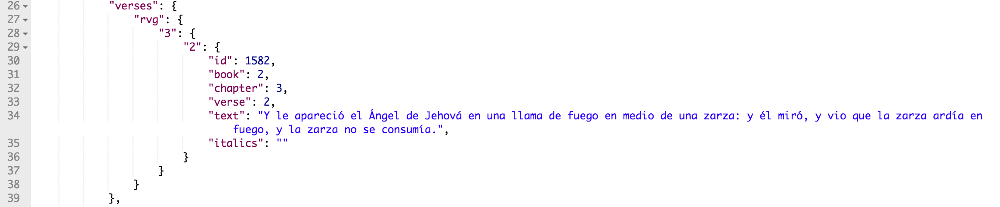 26 "verses": {
27 "rvg": {
28 "3": {
29 "2": {
30 "id": 1582,
31 "book": 2,
32 "chapter": 3,
33 "verse": 2,
34 "text": "Y le apareció el Ángel de Jehová en una llama de fuego en medio de una zarza: y él miró, y vio que la zarza ardía en
fuego, y la zarza no se consumía.",
35 "italics": ""
36 }
37 }
38 }
39 },